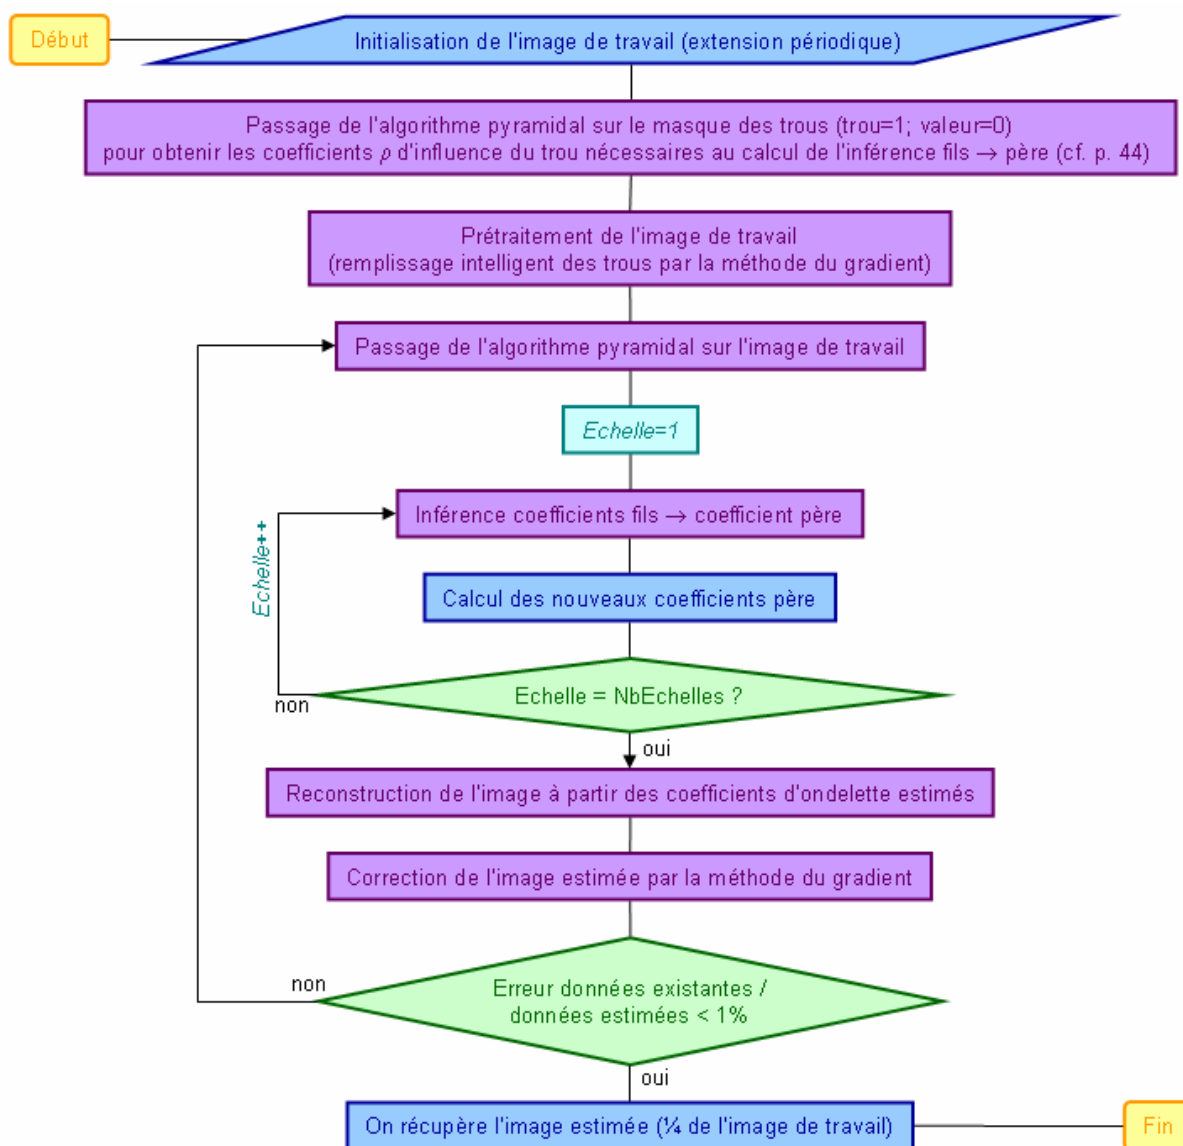 Début
Initialisation de l'image de travail (extension périodique)
Passage de l'algorithme pyramidal sur le masque des trous (trou=1; valeur=0)
pour obtenir les coefficients ρ d'influence du trou nécessaires au calcul de l'inférence fils → père (cf. p. 44)
Prétraitement de l'image de travail
(remplissage intelligent des trous par la méthode du gradient)
Passage de l'algorithme pyramidal sur l'image de travail
Echelle=1
Inférence coefficients fils → coefficient père
Echelle++
Calcul des nouveaux coefficients père
Echelle = NbEchelles ?
non
oui
Reconstruction de l'image à partir des coefficients d'ondelette estimés
Correction de l'image estimée par la méthode du gradient
non
Erreur données existantes /
données estimées < 1%
oui
On récupère l'image estimée (¼ de l'image de travail)
Fin